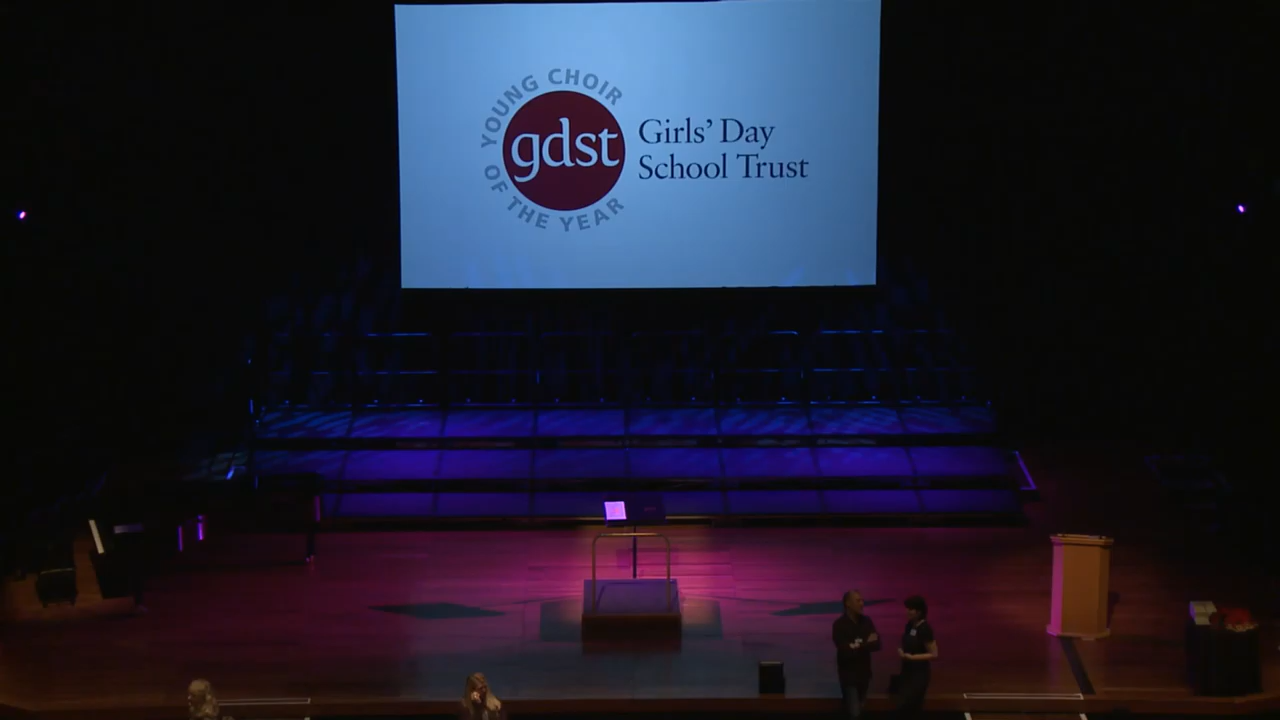 YOUNG CHOIR
OF THE YEAR
gdst
Girls' Day
School Trust